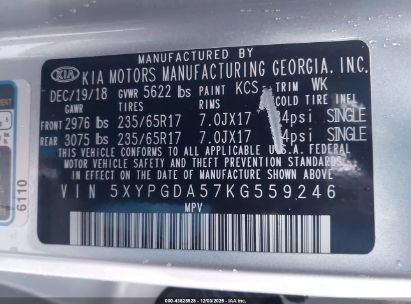 MANUFACTURED BY
KIA KIA MOTORS MANUFACTURING GEORGIA, INC.
DEC/19/18 GVWR 5622 lbs PAINT KCS TRIM WK
GAWR TIRES RIMS COLD TIRE INFL
FRONT 2976 lbs 235/65R17 7.0JX17 4psi SINGLE
REAR 3075 lbs 235/65R17 7.0JX17 4psi SINGLE
THIS VEHICLE CONFORMS TO ALL APPLICABLE
FEDERAL MOTOR VEHICLE SAFETY STANDARDS IN
EFFECT ON THE DATE OF MANUFACTURE SHOWN ABOVE.
VIN 5XYPGDA57KG559246
MPV
6110